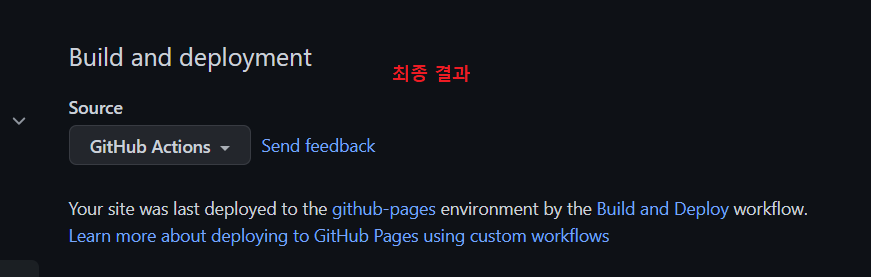 Build and deployment
최종 결과
Source
GitHub Actions Send feedback
Your site was last deployed to the github-pages environment by the Build and Deploy workflow.
Learn more about deploying to GitHub Pages using custom workflows